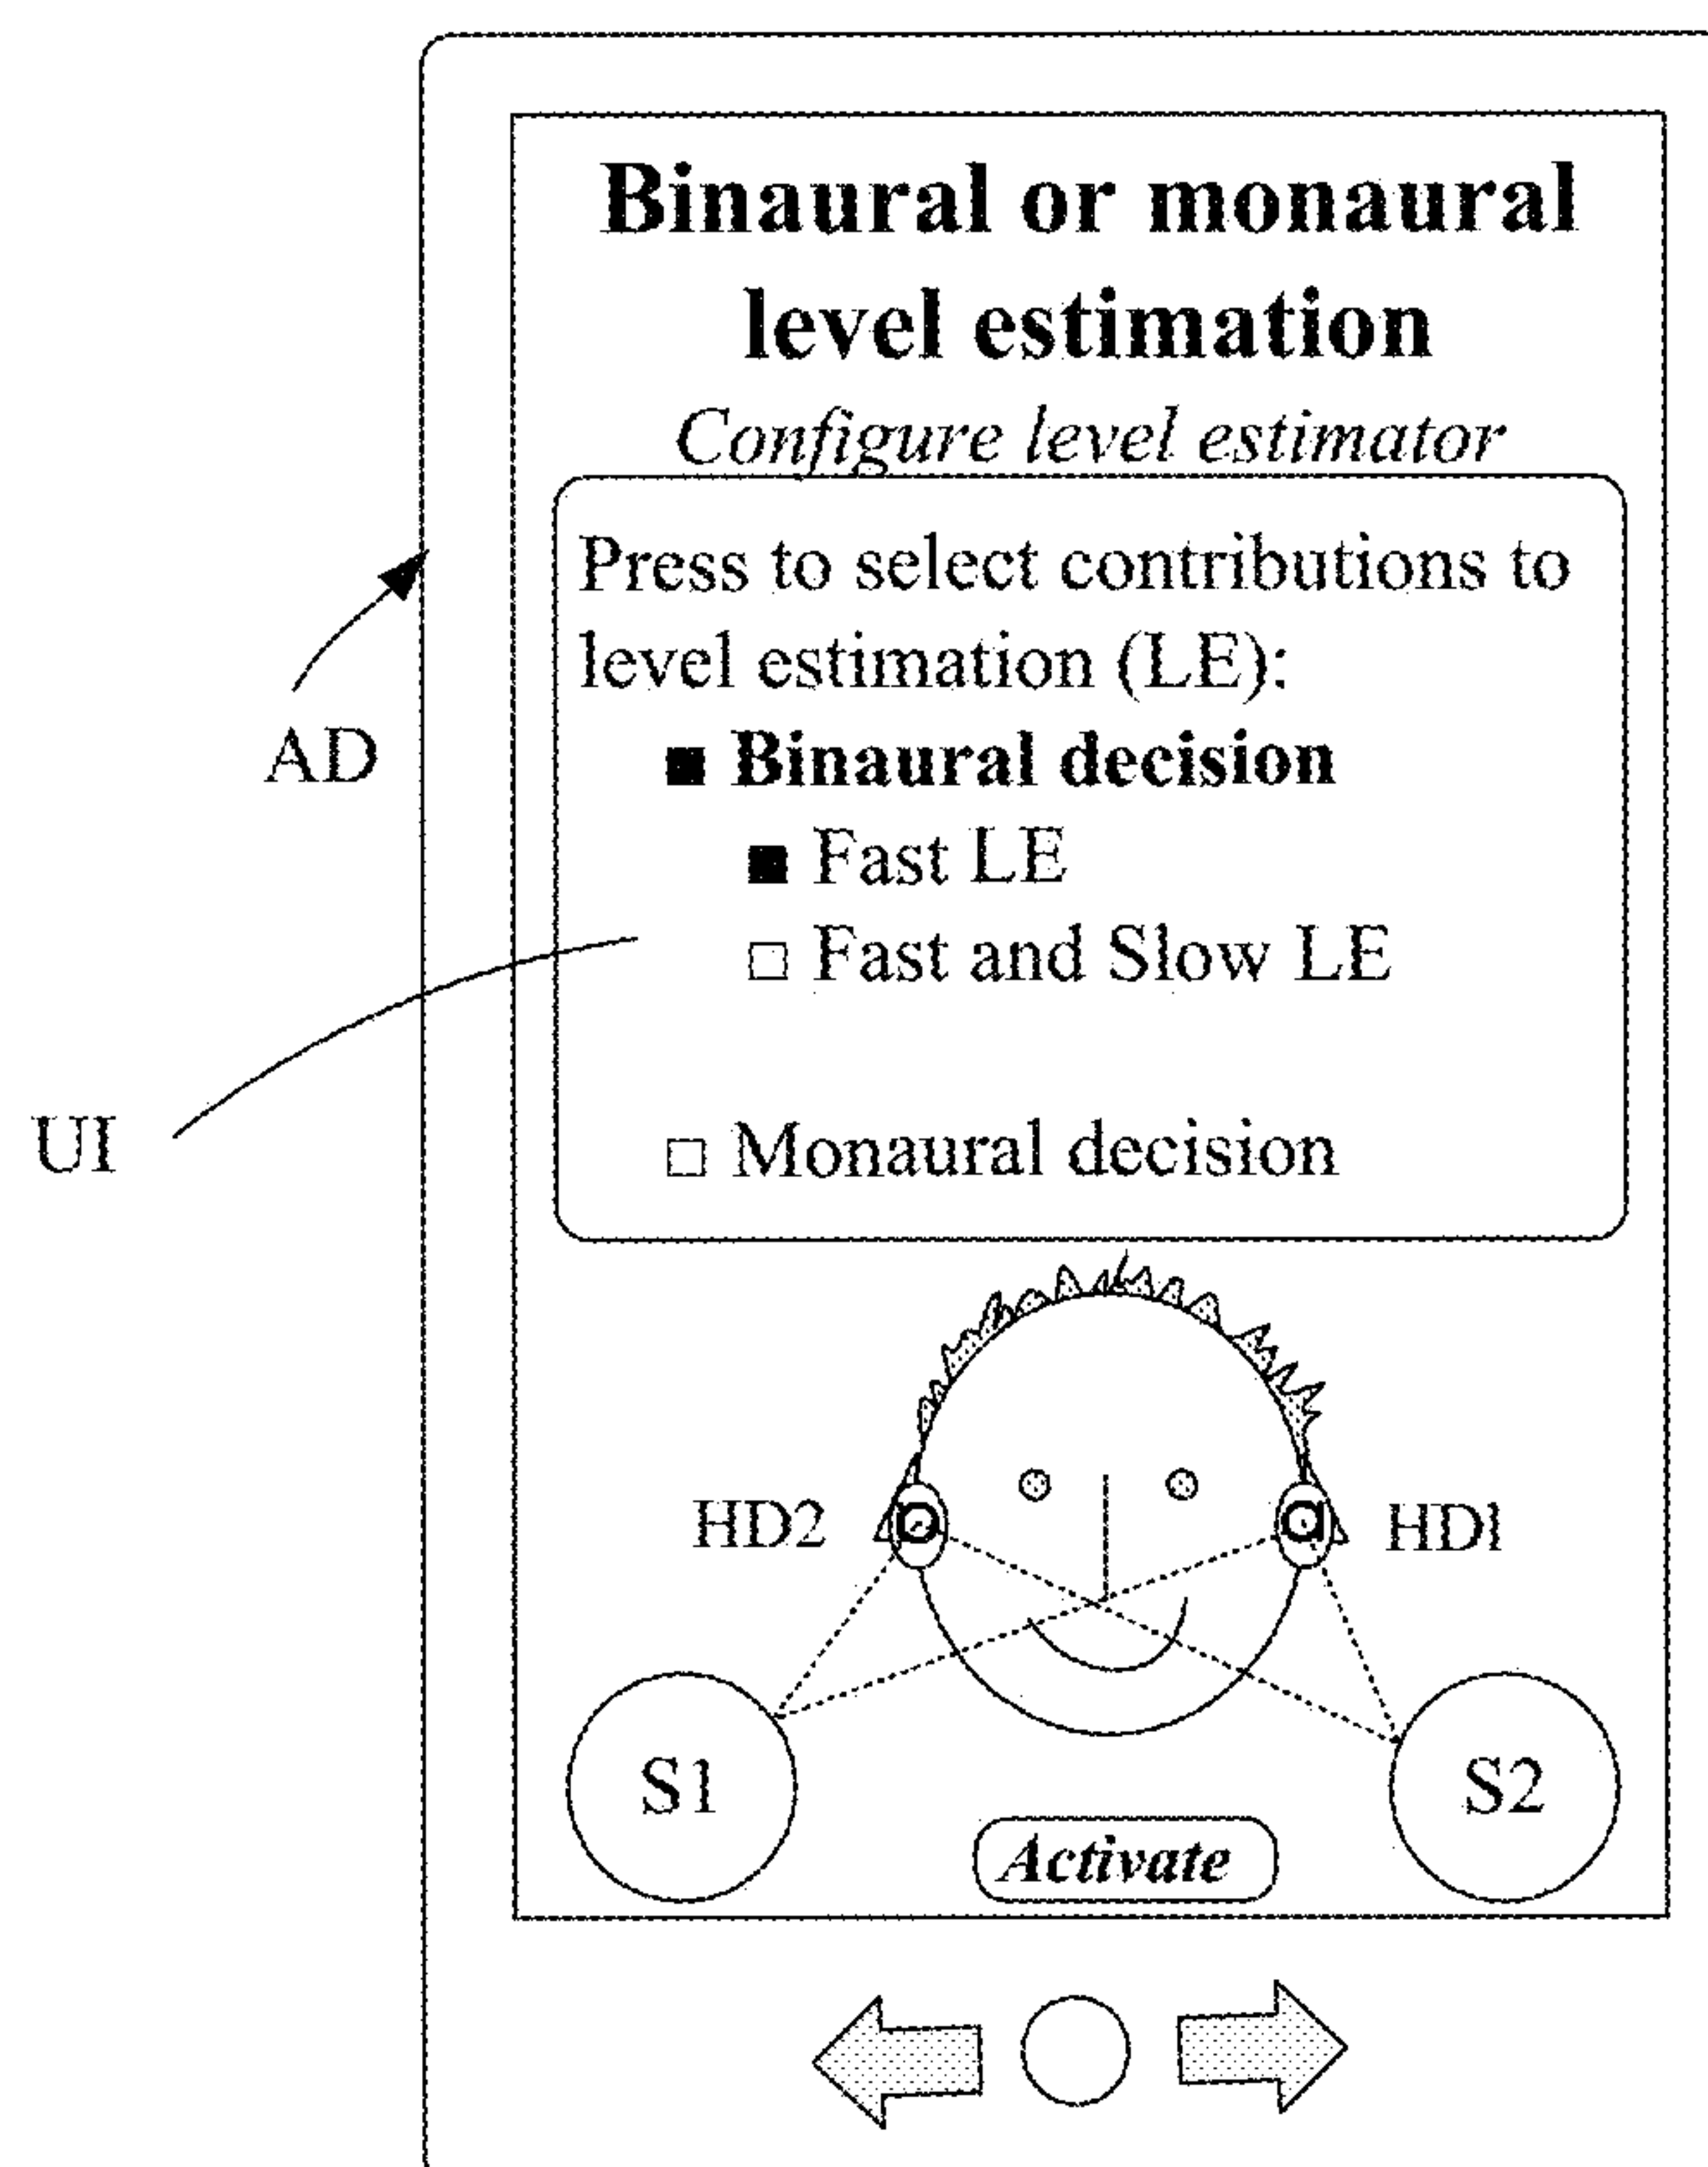 Binaural or monaural
level estimation
Configure level estimator
Press to select contributions to
level estimation (LE):
AD
Binaural decision
Fast LE
Fast and Slow LE
UI
Monaural decision
HD2
HD1
S1
S2
Activate